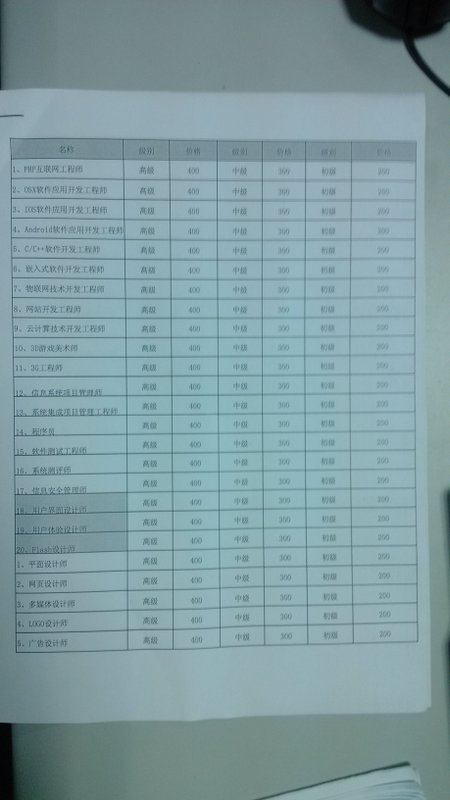 名称 级别 价格 级别 价格 级别 价格
1、PHP互联网工程师 高级 400 中级 300 初级 200
2、OSX软件应用开发工程师 高级 400 中级 300 初级 200
3、IOS软件应用开发工程师 高级 400 中级 300 初级 200
4、Android软件应用开发工程师 高级 400 中级 300 初级 200
5、C/C++软件开发工程师 高级 400 中级 300 初级 200
6、嵌入式软件开发工程师 高级 400 中级 300 初级 200
7、物联网技术开发工程师 高级 400 中级 300 初级 200
8、网站开发工程师 高级 400 中级 300 初级 200
9、云计算技术开发工程师 高级 400 中级 300 初级 200
10、3D游戏美术师 高级 400 中级 300 初级 200
11、3G工程师 高级 400 中级 300 初级 200
12、信息系统项目管理师 高级 400 中级 300 初级 200
13、系统集成项目管理工程师 高级 400 中级 300 初级 200
14、程序员 高级 400 中级 300 初级 200
15、软件测试工程师 高级 400 中级 300 初级 200
16、系统测评师 高级 400 中级 300 初级 200
17、信息安全管理师 高级 400 中级 300 初级 200
18、用户界面设计师 高级 400 中级 300 初级 200
19、用户体验设计师 高级 400 中级 300 初级 200
20、Flash设计师 高级 400 中级 300 初级 200
1、平面设计师 高级 400 中级 300 初级 200
2、网页设计师 高级 400 中级 300 初级 200
3、多媒体设计师 高级 400 中级 300 初级 200
4、LOGO设计师 高级 400 中级 300 初级 200
5、广告设计师 高级 400 中级 300 初级 200